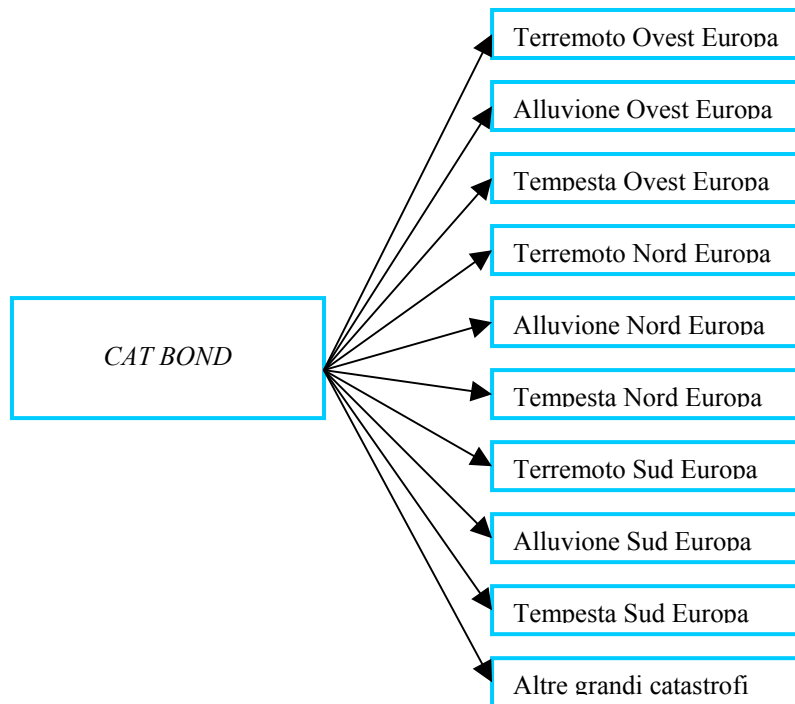 Terremoto Ovest Europa
Alluvione Ovest Europa
Tempesta Ovest Europa
Terremoto Nord Europa
CAT BOND
Alluvione Nord Europa
Tempesta Nord Europa
Terremoto Sud Europa
Alluvione Sud Europa
Tempesta Sud Europa
Altre grandi catastrofi